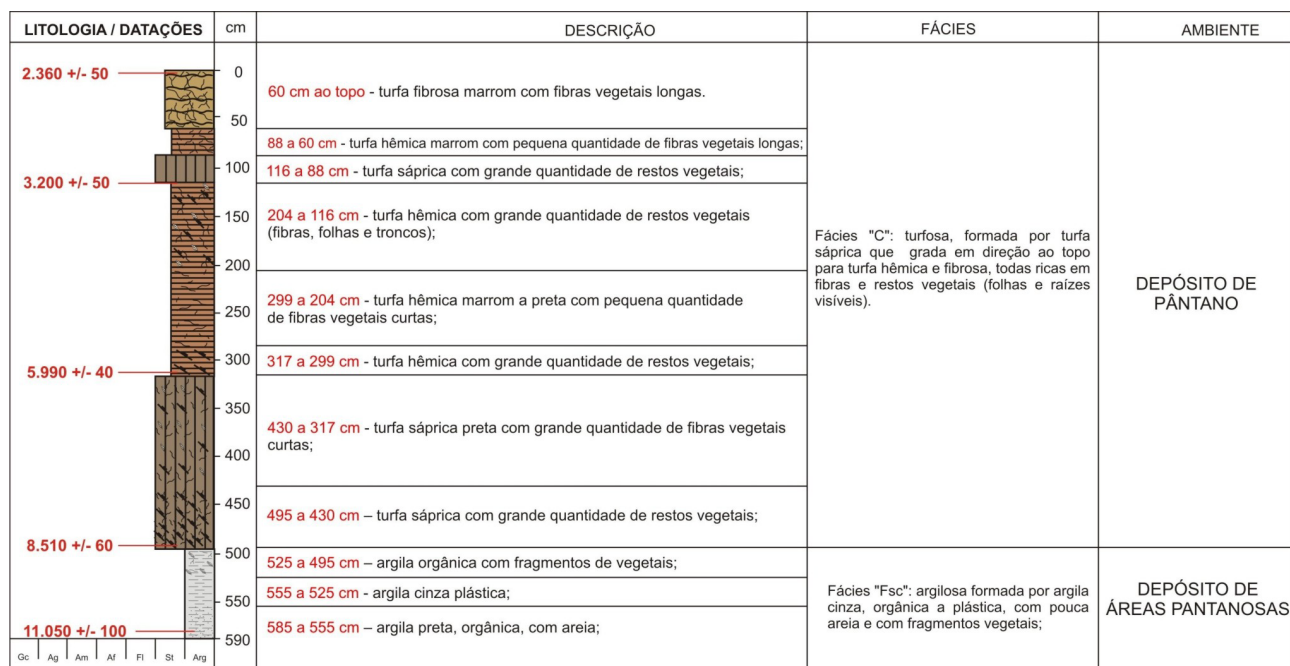 LITOLOGIA / DATAÇÕES
cm
DESCRIÇÃO
FÁCIES
AMBIENTE
2.360 +/- 50
3.200 +/- 50
5.990 +/- 40
8.510 +/- 60
11.050 +/- 100
0
50
100
150
200
250
300
350
400
450
500
550
590
Gc Ag Am Af Fl St Arg
60 cm ao topo - turfa fibrosa marrom com fibras vegetais longas.
88 a 60 cm - turfa hêmica marrom com pequena quantidade de fibras vegetais longas;
116 a 88 cm - turfa sáprica com grande quantidade de restos vegetais;
204 a 116 cm - turfa hêmica com grande quantidade de restos vegetais
(fibras, folhas e troncos);
299 a 204 cm - turfa hêmica marrom a preta com pequena quantidade
de fibras vegetais curtas;
317 a 299 cm - turfa hêmica com grande quantidade de restos vegetais;
430 a 317 cm - turfa sáprica preta com grande quantidade de fibras vegetais
curtas;
495 a 430 cm – turfa sáprica com grande quantidade de restos vegetais;
525 a 495 cm – argila orgânica com fragmentos de vegetais;
555 a 525 cm - argila cinza plástica;
585 a 555 cm – argila preta, orgânica, com areia;
Fácies "C": turfosa, formada por turfa
sáprica que grada em direção ao topo
para turfa hêmica e fibrosa, todas ricas em
fibras e restos vegetais (folhas e raízes
visíveis).
Fácies "Fsc": argilosa formada por argila
cinza, orgânica a plástica, com pouca
areia e com fragmentos vegetais;
DEPÓSITO DE
PÂNTANO
DEPÓSITO DE
ÁREAS PANTANOSAS